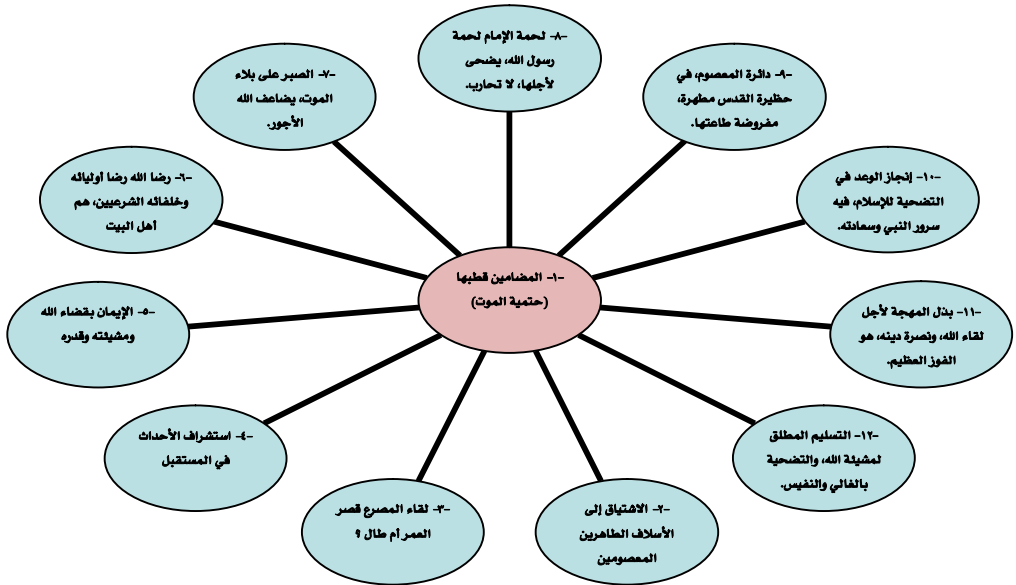 -١- المضامين قطبها
(حتمية الموت)
-٢- الاشتياق إلى
الأسلاف الطاهرين
المعصومين
-٣- لقاء المصرع قصر
العمر أم طال ؟
-٤- استشراف الأحداث
في المستقبل
-٥- الإيمان بقضاء الله
ومشيئته وقدره
-٦- رضا الله رضا أوليائه
وخلفائه الشرعيين، هم
أهل البيت
-٧- الصبر على بلاء
الموت، يضاعف الله
الأجور.
-٨- لحمة الإمام لحمة
رسول الله، يضحى
لأجلها، لا تحارب.
-٩- دائرة المعصوم، في
حظيرة القدس مطهرة،
مفروضة طاعتها.
-١٠- إنجاز الوعد في
التضحية للإسلام، فيه
سرور النبي وسعادته.
-١١- بذل المهجة لأجل
لقاء الله، ونصرة دينه، هو
الفوز العظيم.
-١٢- التسليم المطلق
لمشيئة الله، والتضحية
بالغالي والنفيس.